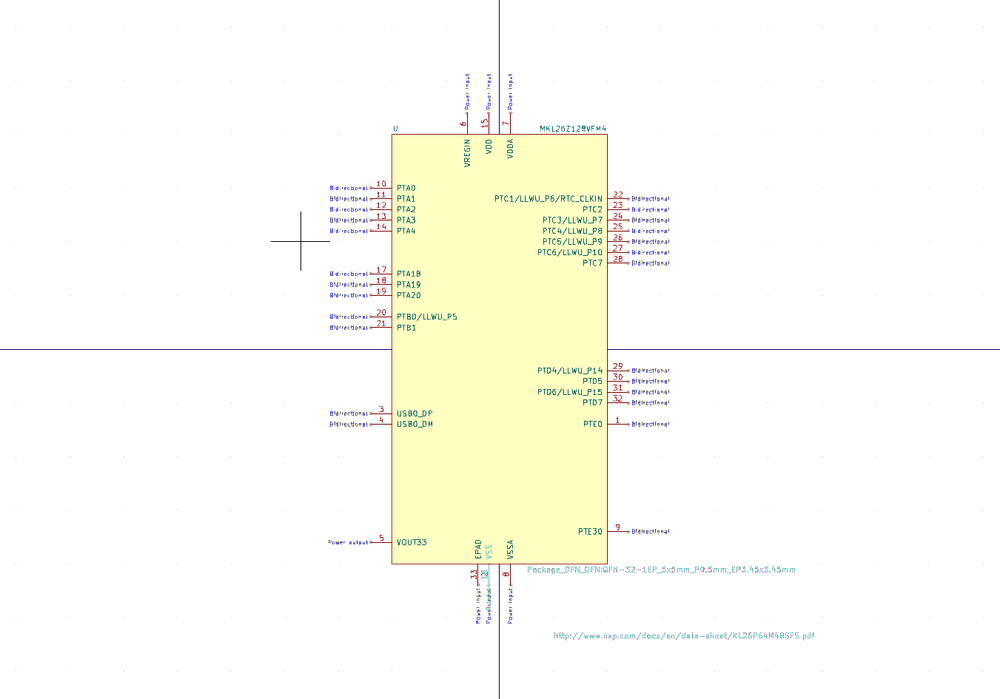 Power input
Power input
Power input
6
15
7
U
MKL26Z128VFM4
VREGIN
VDD
VDDA
Bidirectional 10 PTA0
Bidirectional 11 PTA1
Bidirectional 12 PTA2
Bidirectional 13 PTA3
Bidirectional 14 PTA4
PTC1/LLWU_P6/RTC_CLKIN 22 Bidirectional
PTC2 23 Bidirectional
PTC3/LLWU_P7 24 Bidirectional
PTC4/LLWU_P8 25 Bidirectional
PTC5/LLWU_P9 26 Bidirectional
PTC6/LLWU_P10 27 Bidirectional
PTC7 28 Bidirectional
Bidirectional 17 PTA18
Bidirectional 18 PTA19
Bidirectional 19 PTA20
Bidirectional 20 PTB0/LLWU_P5
Bidirectional 21 PTB1
PTD4/LLWU_P14 29 Bidirectional
PTD5 30 Bidirectional
PTD6/LLWU_P15 31 Bidirectional
PTD7 32 Bidirectional
Bidirectional 3 USB0_DP
Bidirectional 4 USB0_DM
PTE0 1 Bidirectional
PTE30 9 Bidirectional
Power output 5 VOUT33
EPAD
VSS
VSSA
33
8
Package_DFN_QFN:QFN-32-1EP_5x5mm_P0.5mm_EP3.45x3.45mm
Power input
Power input
http://www.nxp.com/docs/en/data-sheet/KL26P64M48SF5.pdf